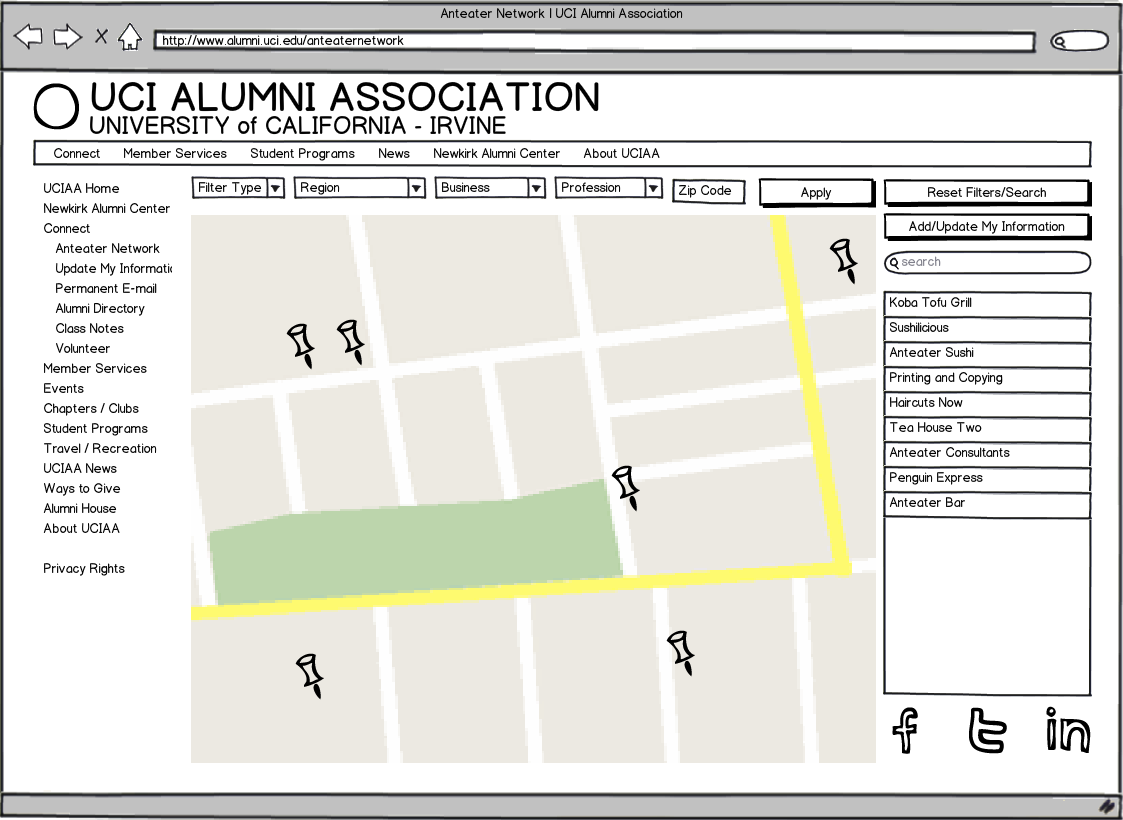 Anteater Network | UCI Alumni Association
http://www.alumni.uci.edu/anteaternetwork
UCI ALUMNI ASSOCIATION
UNIVERSITY of CALIFORNIA - IRVINE
Connect Member Services Student Programs News Newkirk Alumni Center About UCIAA
UCIAA Home
Newkirk Alumni Center
Connect
Anteater Network
Update My Informatic
Permanent E-mail
Alumni Directory
Class Notes
Volunteer
Member Services
Events
Chapters / Clubs
Student Programs
Travel / Recreation
UCIAA News
Ways to Give
Alumni House
About UCIAA
Privacy Rights
Filter Type Region Business Profession Zip Code Apply
Reset Filters/Search
Add/Update My Information
search
Koba Tofu Grill
Sushilicious
Anteater Sushi
Printing and Copying
Haircuts Now
Tea House Two
Anteater Consultants
Penguin Express
Anteater Bar
f t in